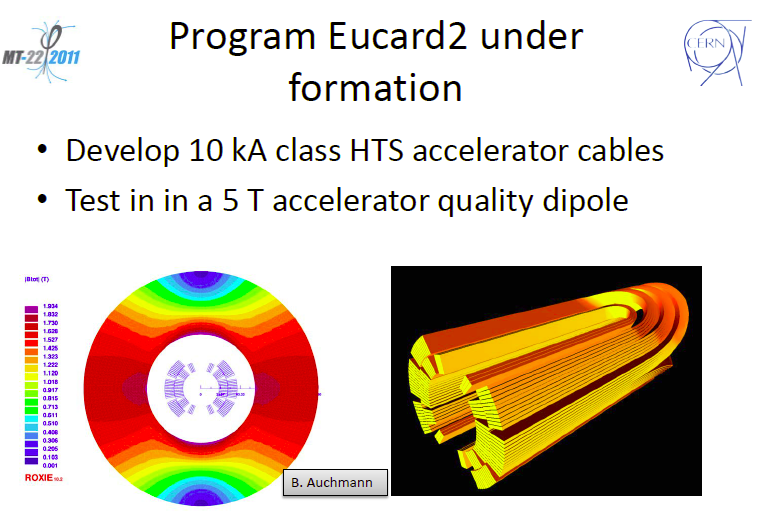 MT-22 2011
Program Eucard2 under
formation
CERN
• Develop 10 kA class HTS accelerator cables
• Test in in a 5 T accelerator quality dipole
|Btot| (T)
1.934
1.832
1.730
1.628
1.527
1.425
1.323
1.222
1.120
1.018
0.917
0.815
0.713
0.611
0.510
0.408
0.306
0.205
0.103
0.001
ROXIE 10.2
B. Auchmann